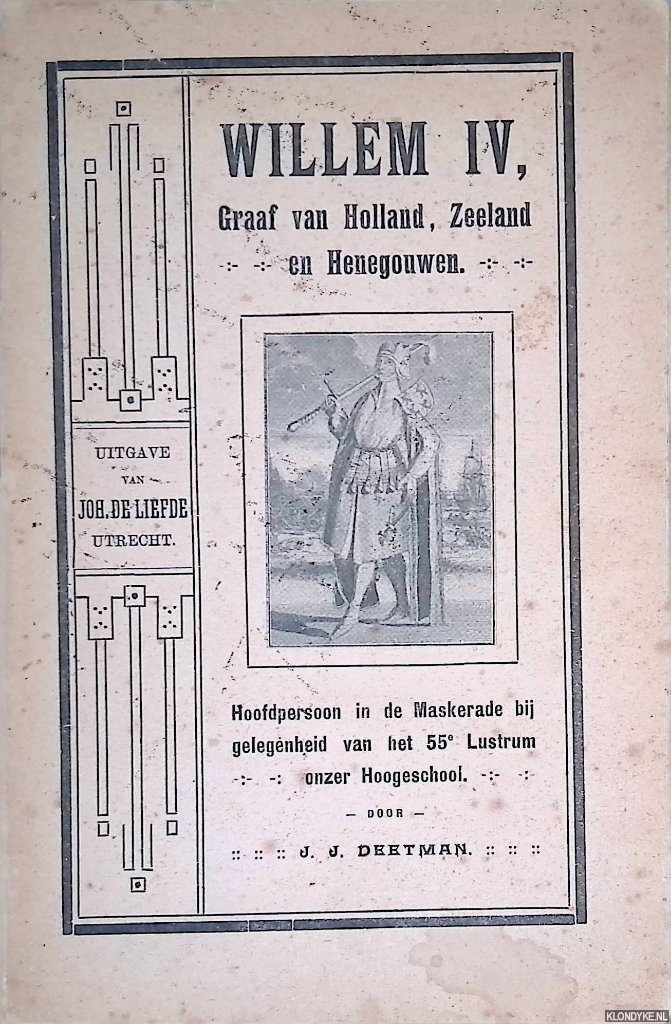 WILLEM IV,
Graaf van Holland, Zeeland
-:- -:- en Henegouwen. -:- -:-
UITGAVE
VAN
JOH. DE LIEFDE
UTRECHT.
Hoofdpersoon in de Maskerade bij
gelegenheid van het 55e Lustrum
-:- -: onzer Hoogeschool. -:- -:
— DOOR —
:: :: :: J. J. DEETMAN. :: :: ::
KLONDYKE.NL